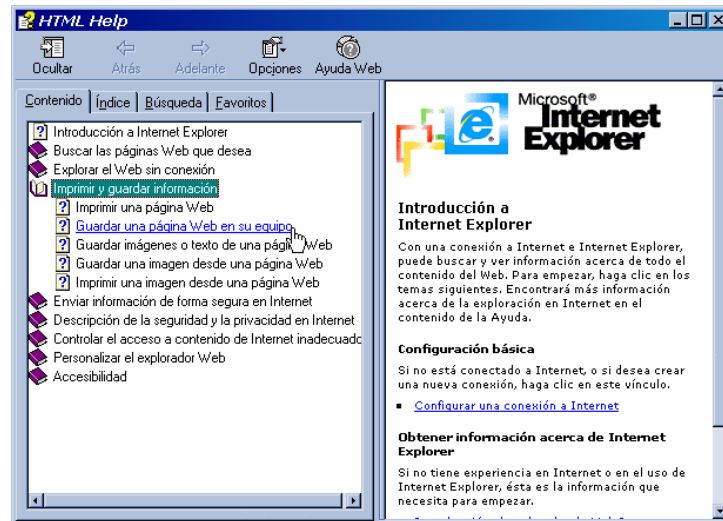 HTML Help
Ocultar Atrás Adelante Opciones Ayuda Web
Contenido Índice Búsqueda Favoritos
Introducción a Internet Explorer
Buscar las páginas Web que desea
Explorar el Web sin conexión
Imprimir y guardar información
Imprimir una página Web
Guardar una página Web en su equipo
Guardar imágenes o texto de una página Web
Guardar una imagen desde una página Web
Imprimir una imagen desde una página Web
Enviar información de forma segura en Internet
Descripción de la seguridad y la privacidad en Internet
Controlar el acceso a contenido de Internet inadecuado
Personalizar el explorador Web
Accesibilidad
Microsoft®
Internet
Explorer
Introducción a
Internet Explorer
Con una conexión a Internet e Internet Explorer,
puede buscar y ver información acerca de todo el
contenido del Web. Para empezar, haga clic en los
temas siguientes. Encontrará más información
acerca de la exploración en Internet en el
contenido de la Ayuda.
Configuración básica
Si no está conectado a Internet, o si desea crear
una nueva conexión, haga clic en este vínculo.
Configurar una conexión a Internet
Obtener información acerca de Internet
Explorer
Si no tiene experiencia en Internet o en el uso de
Internet Explorer, ésta es la información que
necesita para empezar.